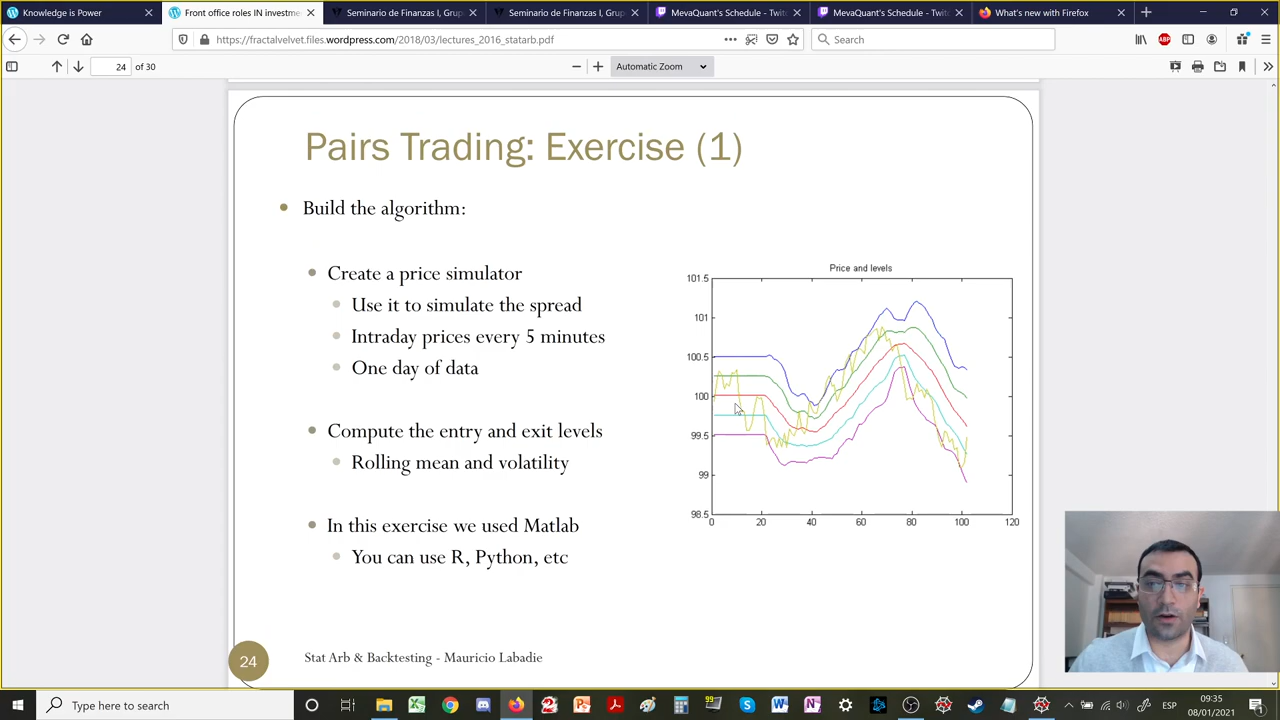 Knowledge is Power
Front office roles IN investme
Seminario de Finanzas I, Grup
Seminario de Finanzas I, Grup
MevaQuant's Schedule - Twitc
MevaQuant's Schedule - Twitc
What's new with Firefox
https://fractalvelvet.files.wordpress.com/2018/03/lectures_2016_statarb.pdf
Search
24 of 30
Automatic Zoom
Pairs Trading: Exercise (1)
Build the algorithm:
Create a price simulator
Use it to simulate the spread
Intraday prices every 5 minutes
One day of data
Compute the entry and exit levels
Rolling mean and volatility
In this exercise we used Matlab
You can use R, Python, etc
Price and levels
101.5
101
100.5
100
99.5
99
98.5
0 20 40 60 80 100 120
24
Stat Arb & Backtesting - Mauricio Labadie
Type here to search
99
ESP
09:35
08/01/2021